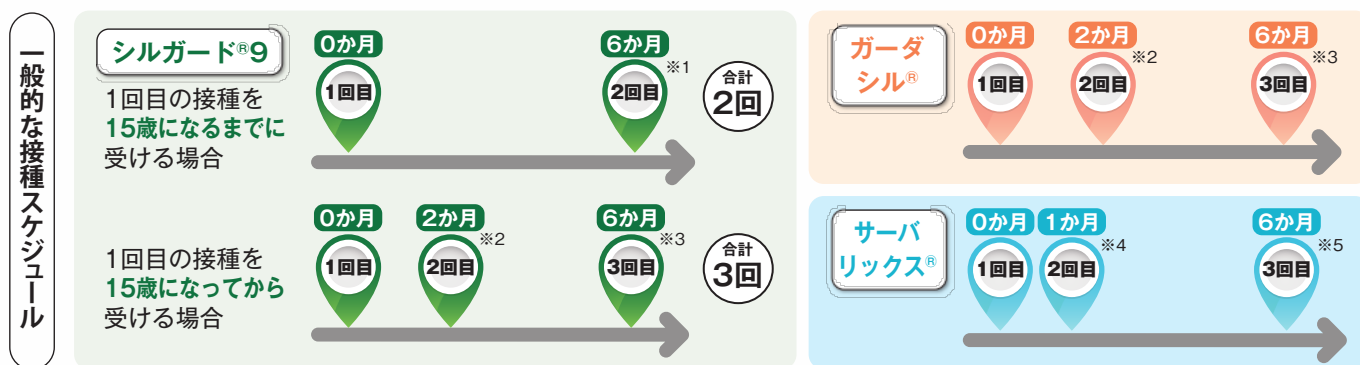 一般的な接種スケジュール
シルガード®9
1回目の接種を
15歳になるまでに
受ける場合
0か月
1回目
6か月
※1
2回目
合計
2回
1回目の接種を
15歳になってから
受ける場合
0か月
1回目
2か月
※2
2回目
6か月
※3
3回目
合計
3回
ガーダ
シル®
0か月
1回目
2か月
※2
2回目
6か月
※3
3回目
サーバ
リックス®
0か月
1回目
1か月
※4
2回目
6か月
※5
3回目